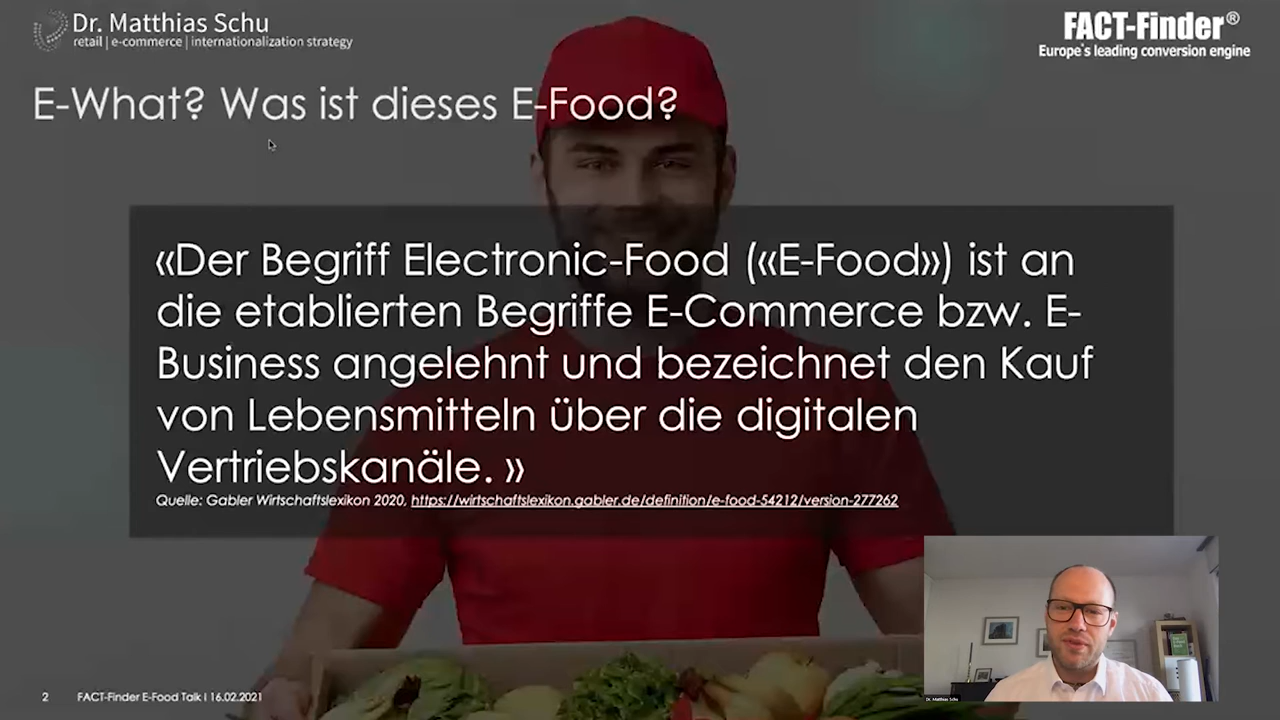 Dr. Matthias Schu
retail | e-commerce | internationalization strategy
FACT-Finder®
Europe's leading conversion engine
E-What? Was ist dieses E-Food?
«Der Begriff Electronic-Food («E-Food») ist an
die etablierten Begriffe E-Commerce bzw. E-
Business angelehnt und bezeichnet den Kauf
von Lebensmitteln über die digitalen
Vertriebskanäle. »
Quelle: Gabler Wirtschaftslexikon 2020, https://wirtschaftslexikon.gabler.de/definition/e-food-54212/version-277262
2 FACT-Finder E-Food Talk I 16.02.2021
Dr. Matthias Schu